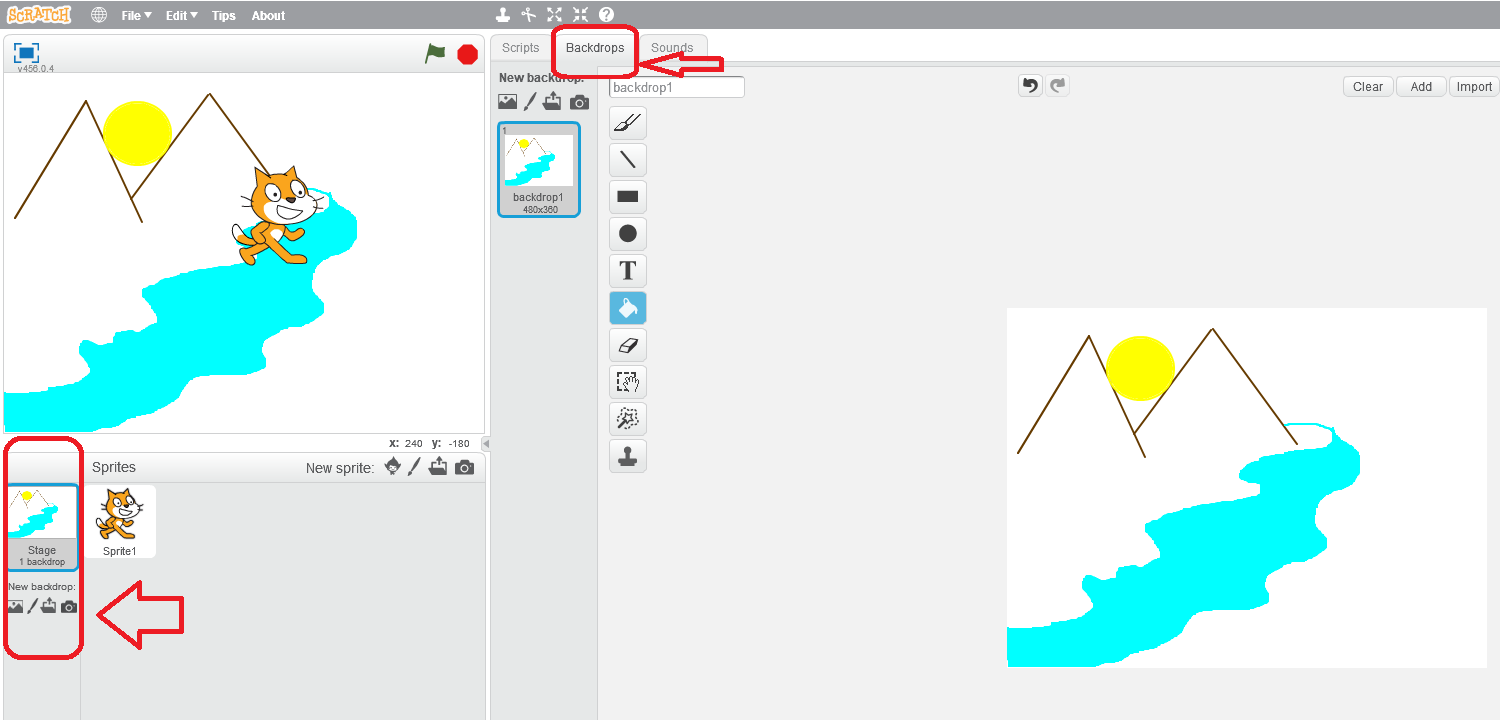 SCRATCH File Edit Tips About
Scripts Backdrops Sounds
v456.0.4
New backdrop:
backdrop1
Clear Add Import
1
backdrop1
480x360
T
x: 240 y: -180
Sprites New sprite:
Stage
1 backdrop
Sprite1
New backdrop: